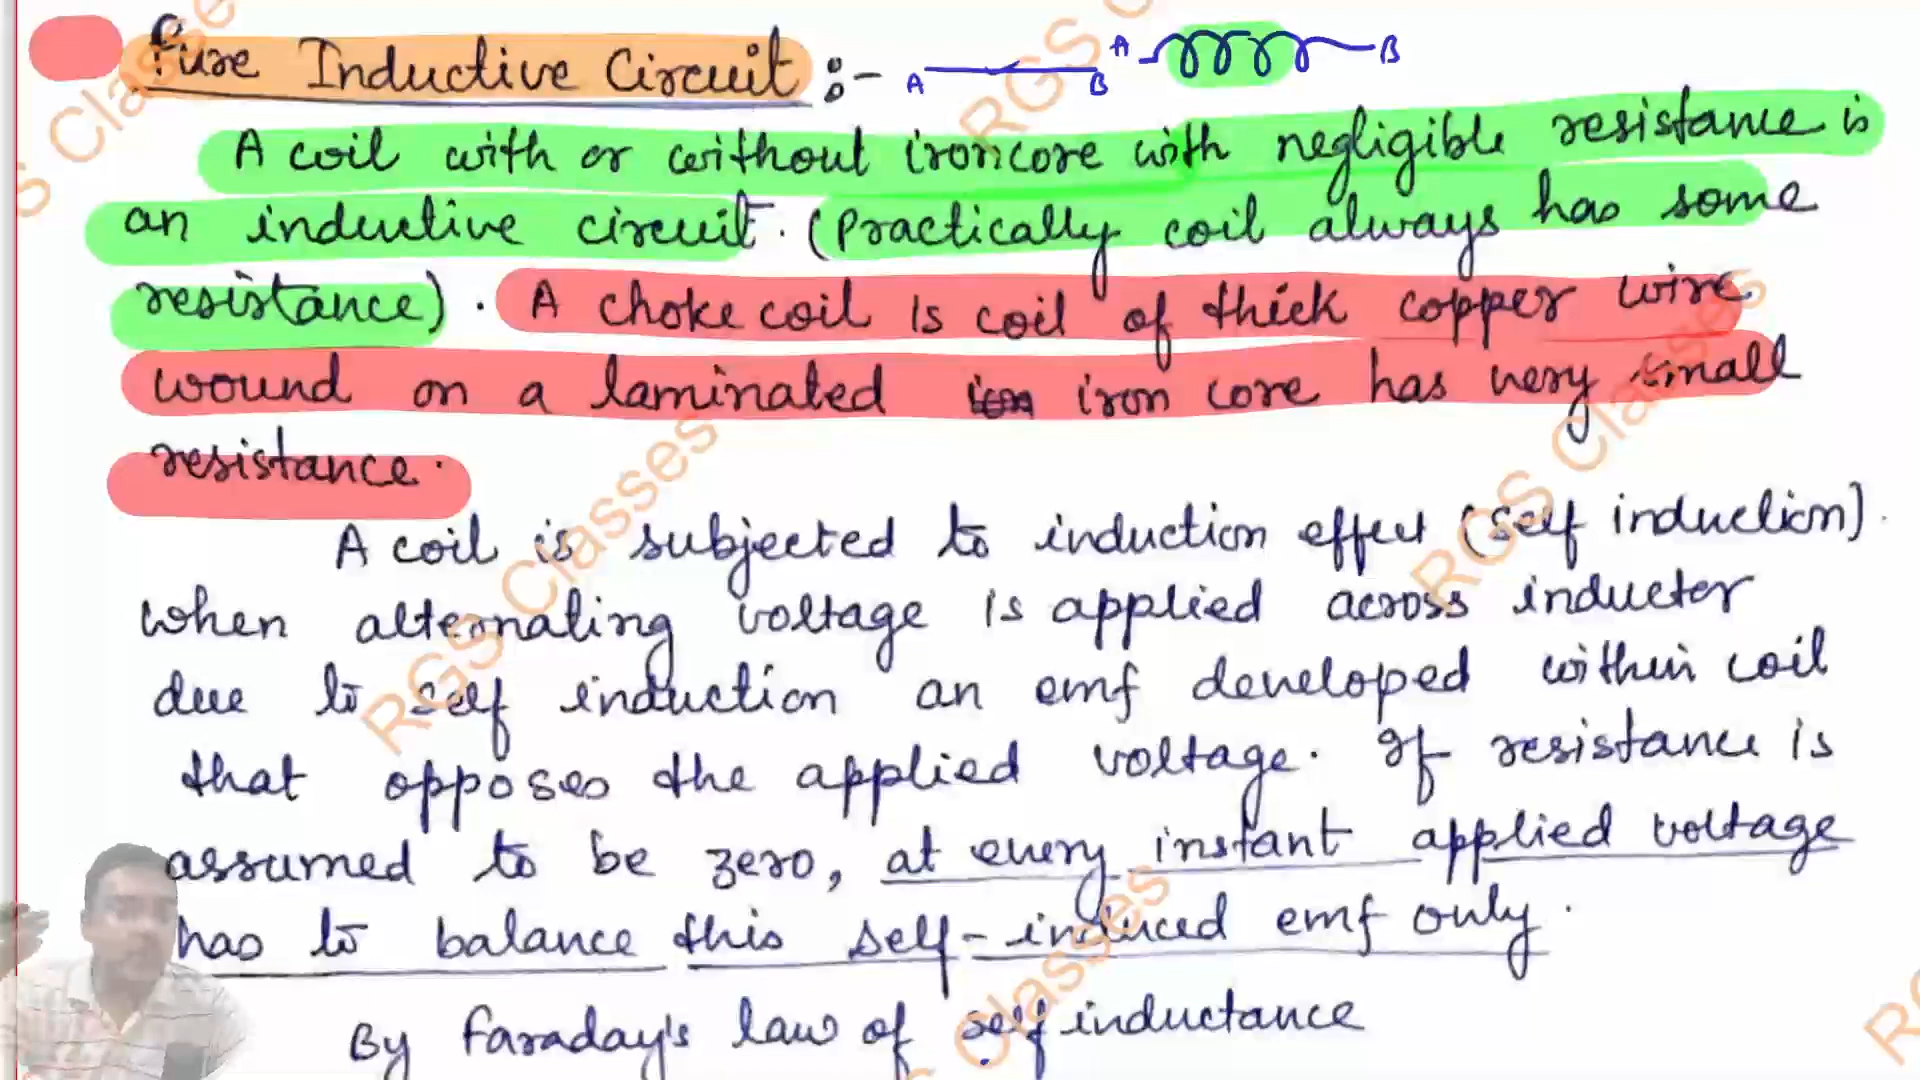 Pure Inductive Circuit :- A B A B
A coil with or without ironcore with negligible resistance is
an inductive circuit. (Practically coil always has some
resistance). A choke coil is coil of thick copper wire
wound on a laminated iron core has very small
resistance.
A coil is subjected to induction effect (self induction).
when alternating voltage is applied across inductor
due to self induction an emf developed within coil
that opposes the applied voltage. If resistance is
assumed to be zero, at every instant applied voltage
has to balance this self-induced emf only.
By Faraday's law of self inductance
RGS Classes